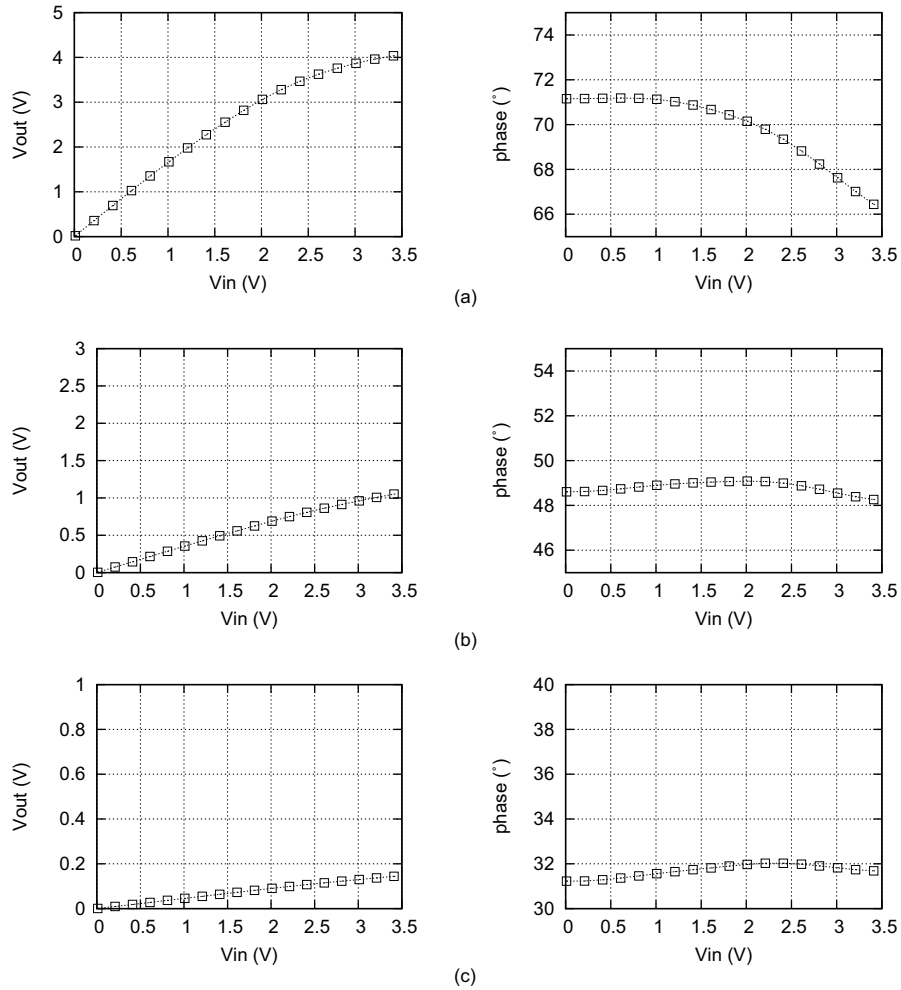 5
4
3
2
1
0
Vout (V)
0 0.5 1 1.5 2 2.5 3 3.5
Vin (V)
74
72
70
68
66
phase (°)
0 0.5 1 1.5 2 2.5 3 3.5
Vin (V)
(a)
3
2.5
2
1.5
1
0.5
0
Vout (V)
0 0.5 1 1.5 2 2.5 3 3.5
Vin (V)
54
52
50
48
46
phase (°)
0 0.5 1 1.5 2 2.5 3 3.5
Vin (V)
(b)
1
0.8
0.6
0.4
0.2
0
Vout (V)
0 0.5 1 1.5 2 2.5 3 3.5
Vin (V)
40
38
36
34
32
30
phase (°)
0 0.5 1 1.5 2 2.5 3 3.5
Vin (V)
(c)